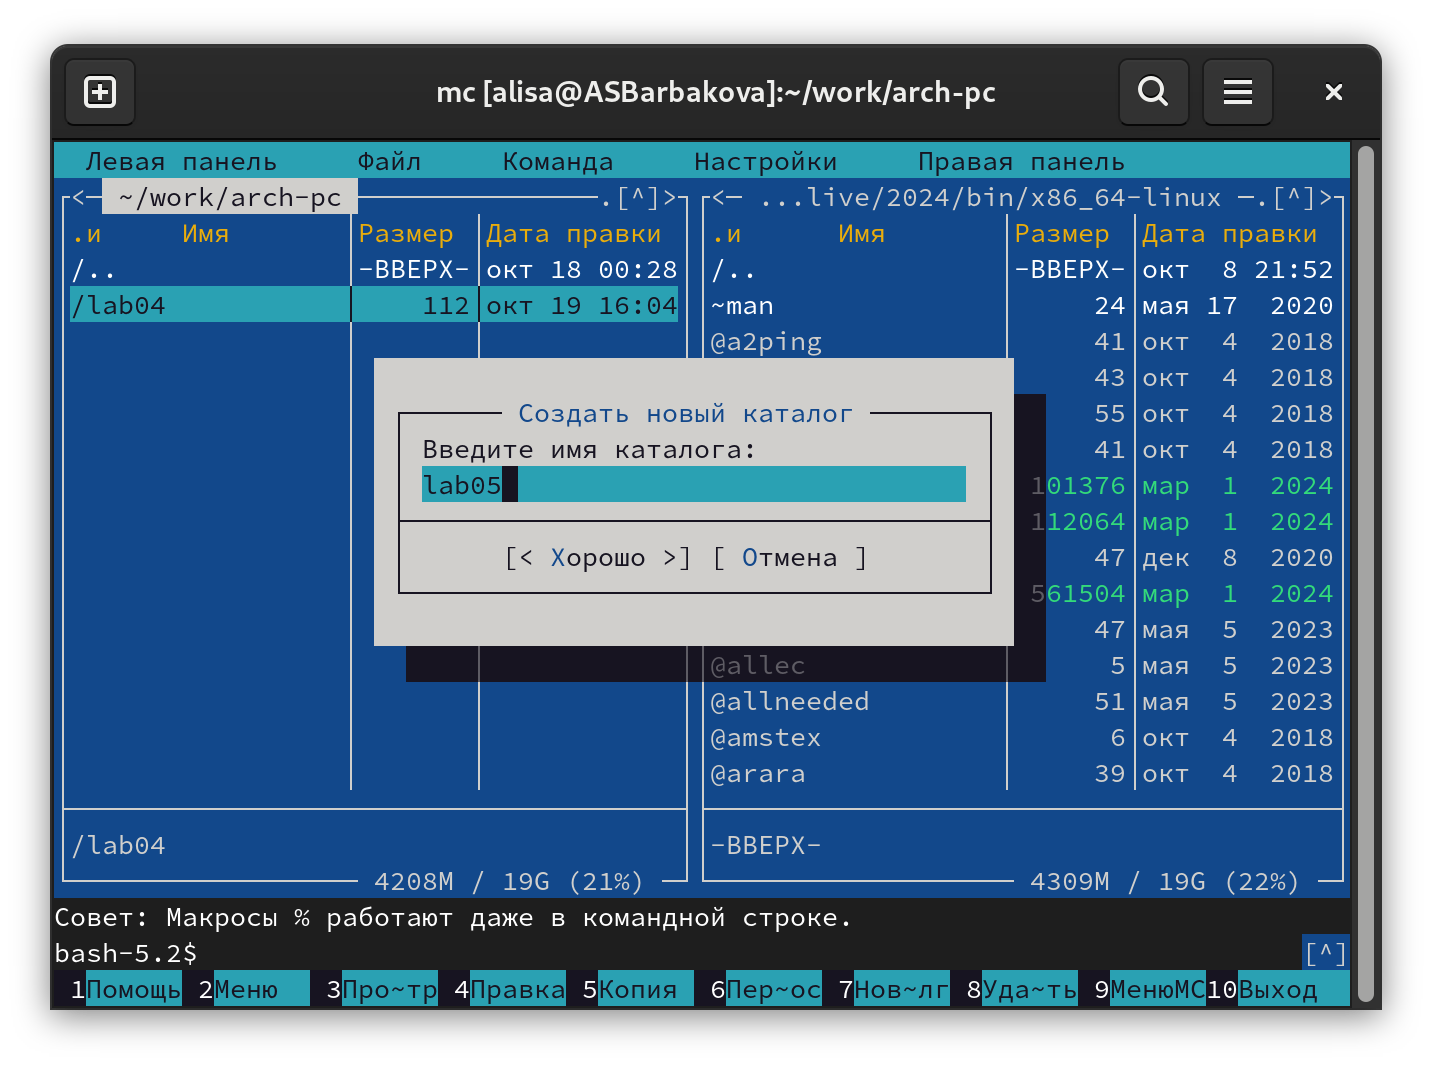 mc [alisa@ASBarbakova]:~/work/arch-pc
Левая панель Файл Команда Настройки Правая панель
<— ~/work/arch-pc .[^]> <— ...live/2024/bin/x86_64-linux —.[^]>
.и Имя Размер Дата правки .и Имя Размер Дата правки
/.. -ВВЕРХ- окт 18 00:28 /.. -ВВЕРХ- окт 8 21:52
/lab04 112 окт 19 16:04 ~man 24 мая 17 2020
@a2ping 41 окт 4 2018
43 окт 4 2018
Создать новый каталог 55 окт 4 2018
Введите имя каталога: 41 окт 4 2018
lab05 101376 мар 1 2024
112064 мар 1 2024
[< Хорошо >] [ Отмена ] 47 дек 8 2020
561504 мар 1 2024
47 мая 5 2023
@allec 5 мая 5 2023
@allneeded 51 мая 5 2023
@amstex 6 окт 4 2018
@arara 39 окт 4 2018
/lab04 -ВВЕРХ-
4208M / 19G (21%) 4309M / 19G (22%)
Совет: Макросы % работают даже в командной строке.
bash-5.2$ [^]
1Помощь 2Меню 3Про~тр 4Правка 5Копия 6Пер~ос 7Нов~лг 8Уда~ть 9МенюМС10Выход